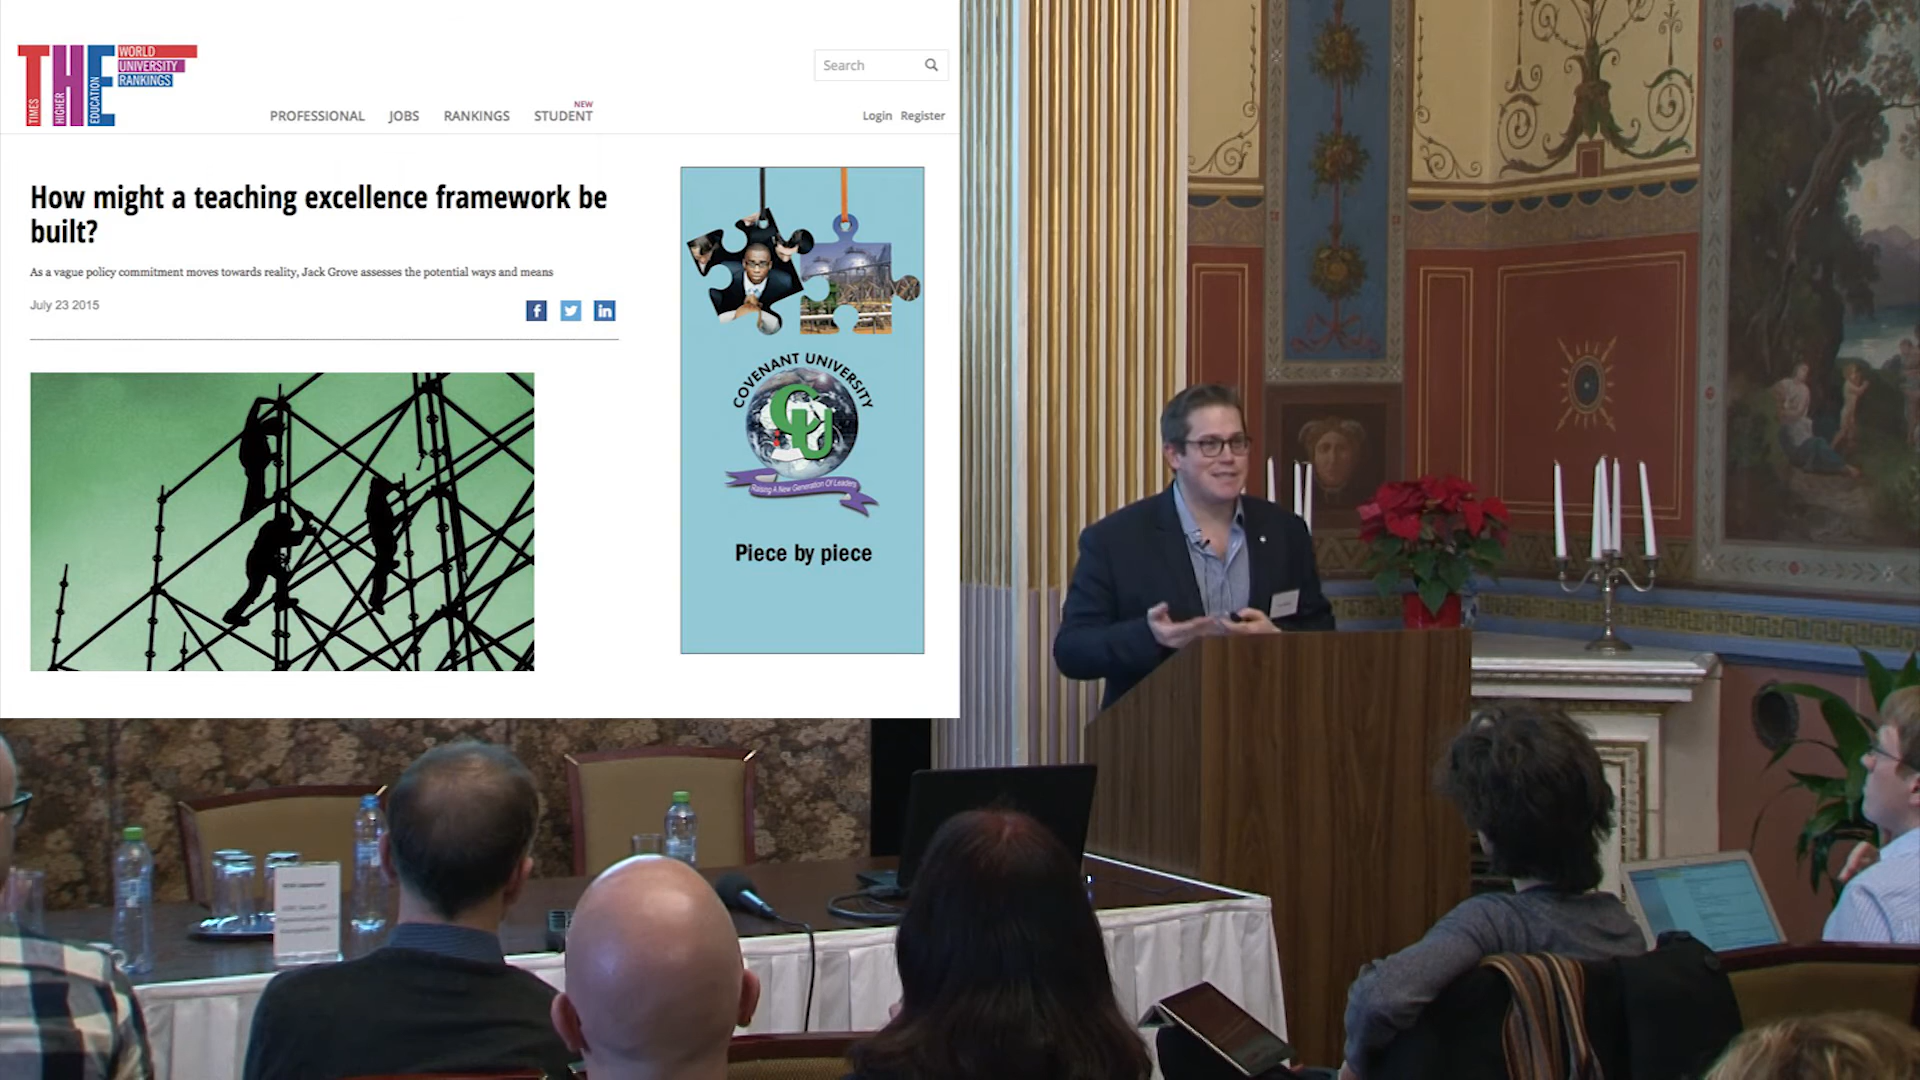 TIMES
HIGHER
EDUCATION
THE
WORLD
UNIVERSITY
RANKINGS
Search
PROFESSIONAL
JOBS
RANKINGS
STUDENT
NEW
Login
Register
How might a teaching excellence framework be
built?
As a vague policy commitment moves towards reality, Jack Grove assesses the potential ways and means
July 23 2015
f
in
COVENANT UNIVERSITY
CU
Raising A New Generation Of Leaders
Piece by piece